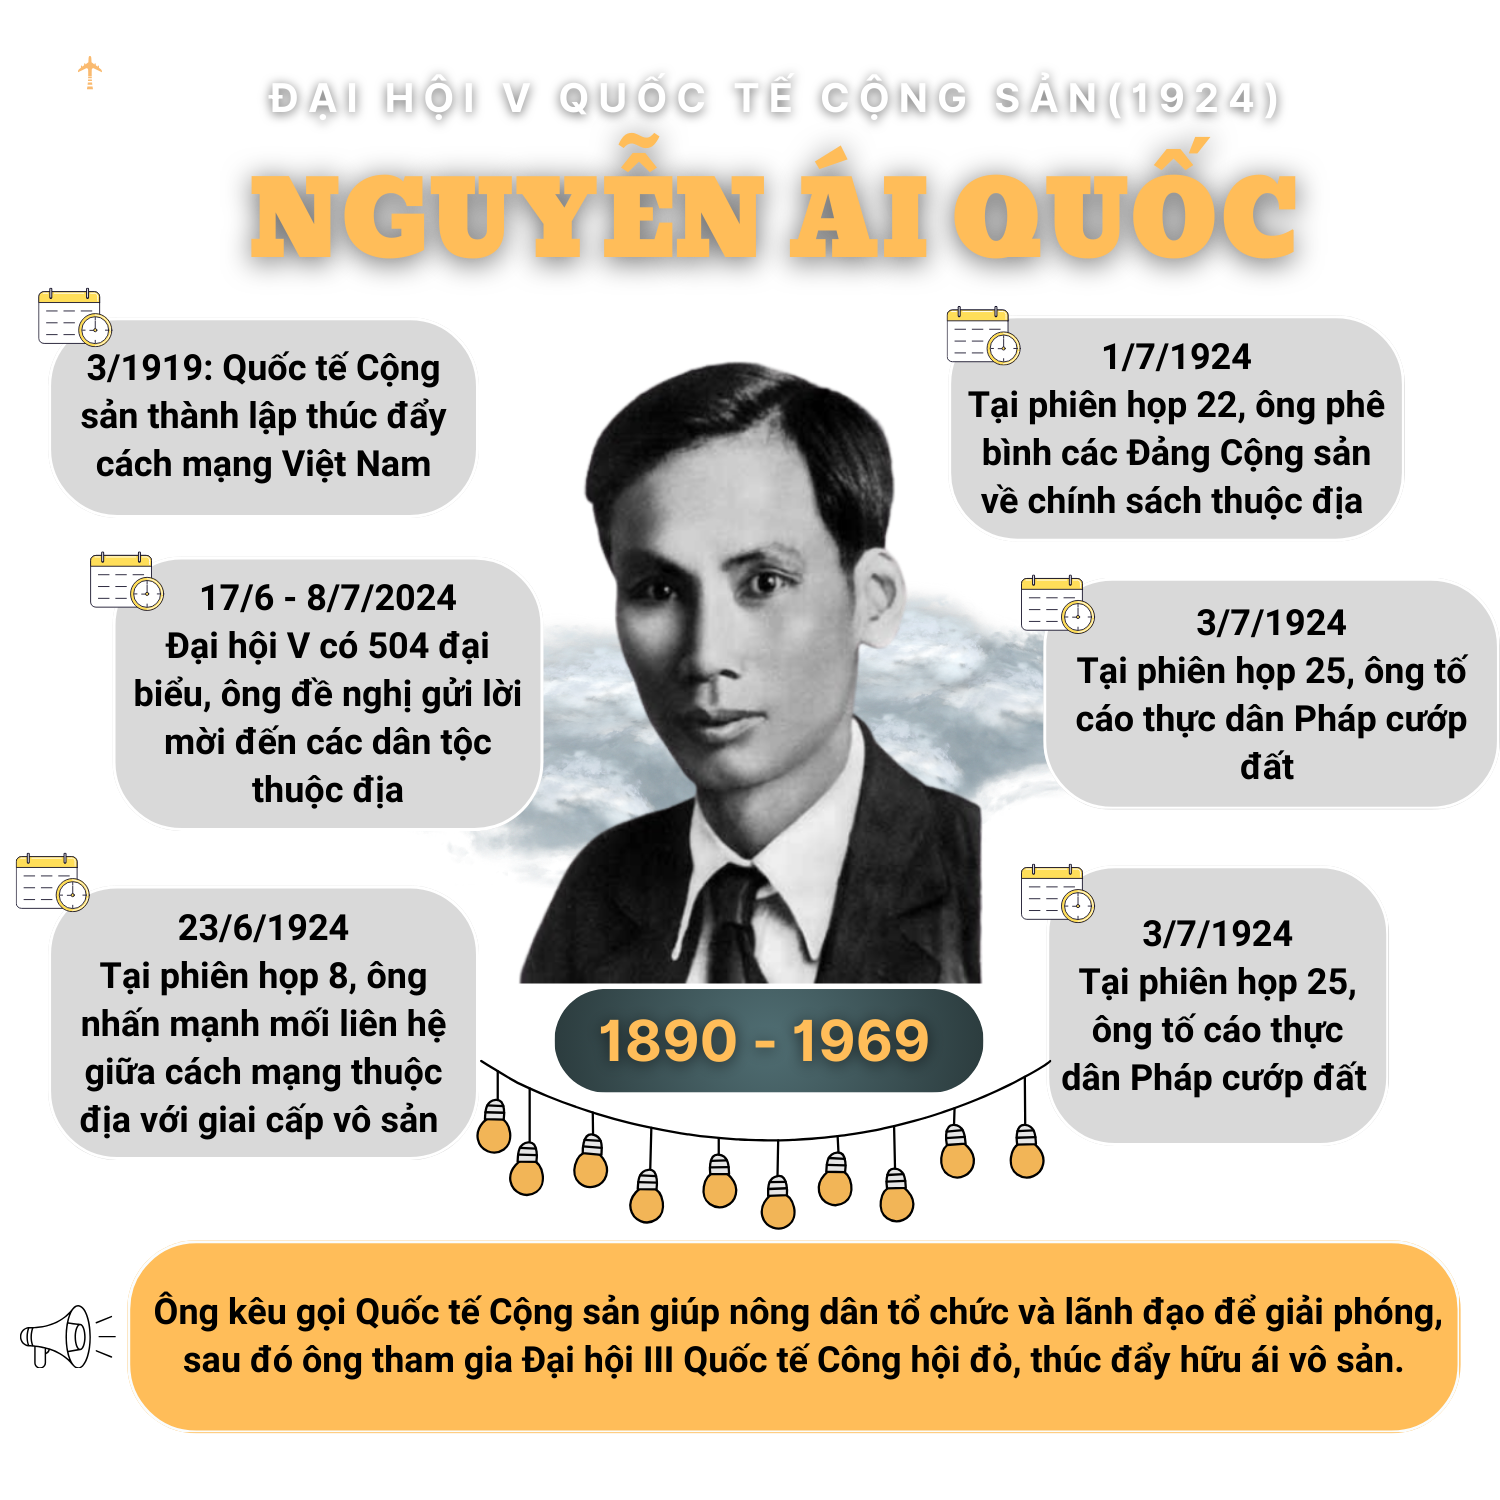 ĐẠI HỘI V QUỐC TẾ CỘNG SẢN(1924)
NGUYỄN ÁI QUỐC
3/1919: Quốc tế Cộng
sản thành lập thúc đẩy
cách mạng Việt Nam
17/6 - 8/7/2024
Đại hội V có 504 đại
biểu, ông đề nghị gửi lời
mời đến các dân tộc
thuộc địa
23/6/1924
Tại phiên họp 8, ông
nhấn mạnh mối liên hệ
giữa cách mạng thuộc
địa với giai cấp vô sản
1/7/1924
Tại phiên họp 22, ông phê
bình các Đảng Cộng sản
về chính sách thuộc địa
3/7/1924
Tại phiên họp 25, ông tố
cáo thực dân Pháp cướp
đất
3/7/1924
Tại phiên họp 25,
ông tố cáo thực
dân Pháp cướp đất
1890 - 1969
Ông kêu gọi Quốc tế Cộng sản giúp nông dân tổ chức và lãnh đạo để giải phóng,
sau đó ông tham gia Đại hội III Quốc tế Công hội đỏ, thúc đẩy hữu ái vô sản.